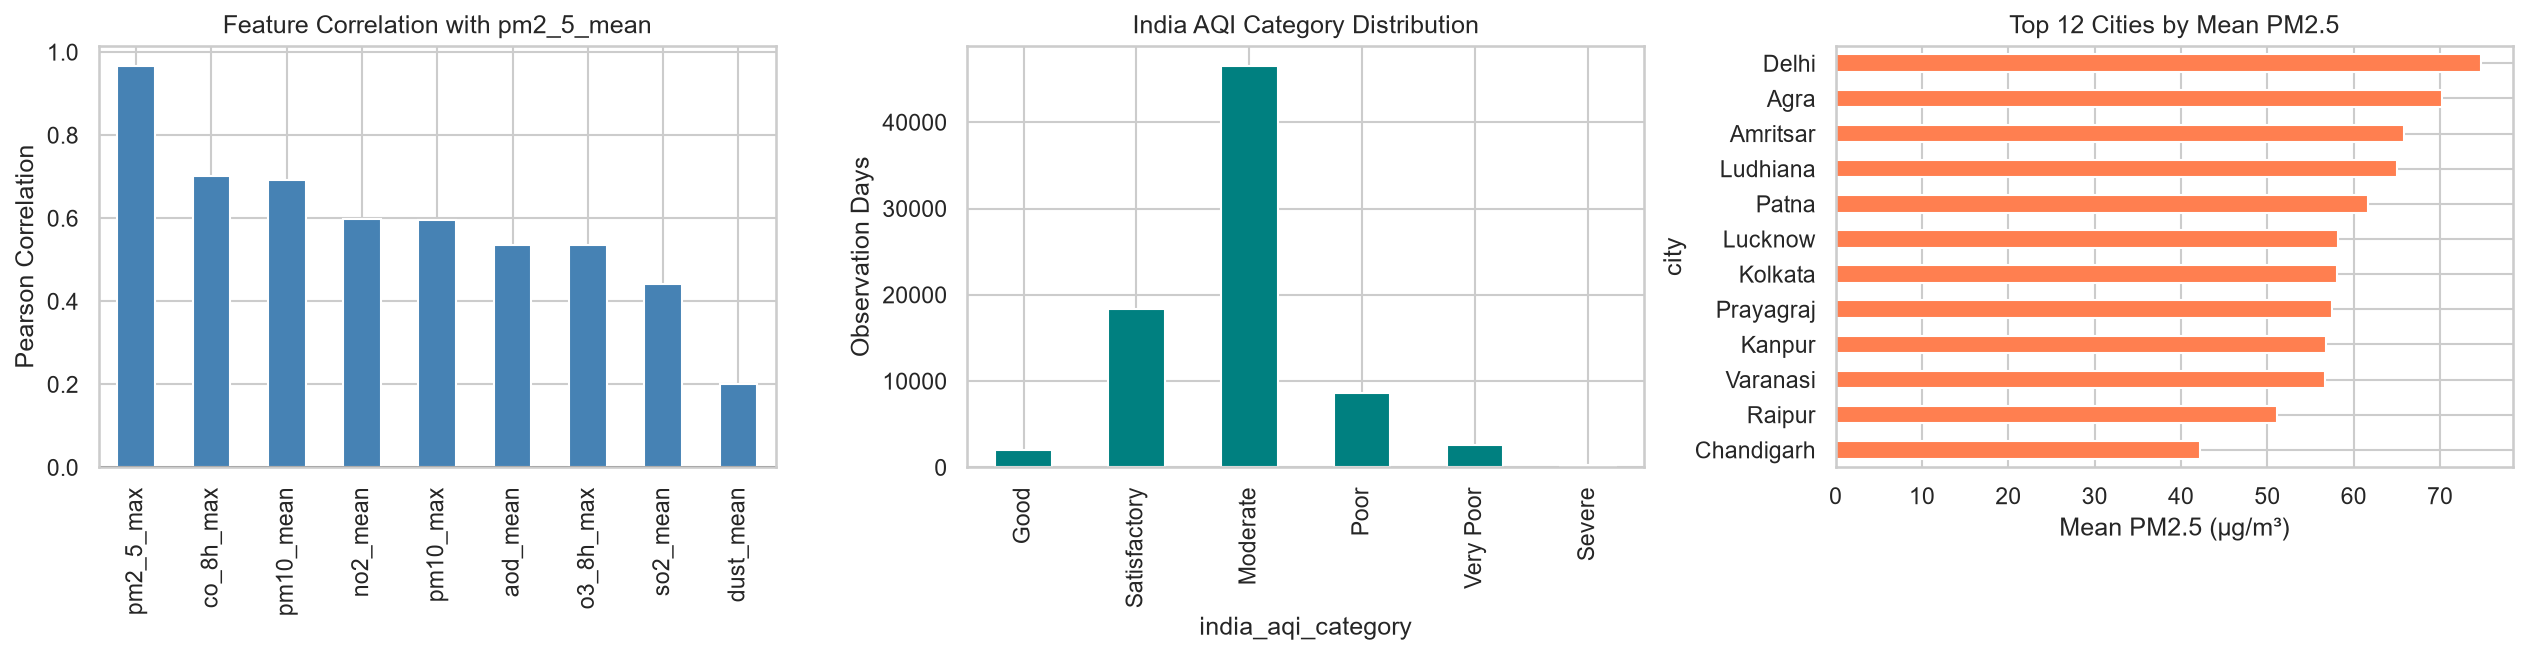 Feature Correlation with pm2_5_mean
Pearson Correlation
1.0
0.8
0.6
0.4
0.2
0.0
pm2_5_max
co_8h_max
pm10_mean
no2_mean
pm10_max
aod_mean
o3_8h_max
so2_mean
dust_mean
India AQI Category Distribution
Observation Days
40000
30000
20000
10000
0
Good
Satisfactory
Moderate
Poor
Very Poor
Severe
india_aqi_category
Top 12 Cities by Mean PM2.5
city
Delhi
Agra
Amritsar
Ludhiana
Patna
Lucknow
Kolkata
Prayagraj
Kanpur
Varanasi
Raipur
Chandigarh
0 10 20 30 40 50 60 70
Mean PM2.5 (µg/m³)